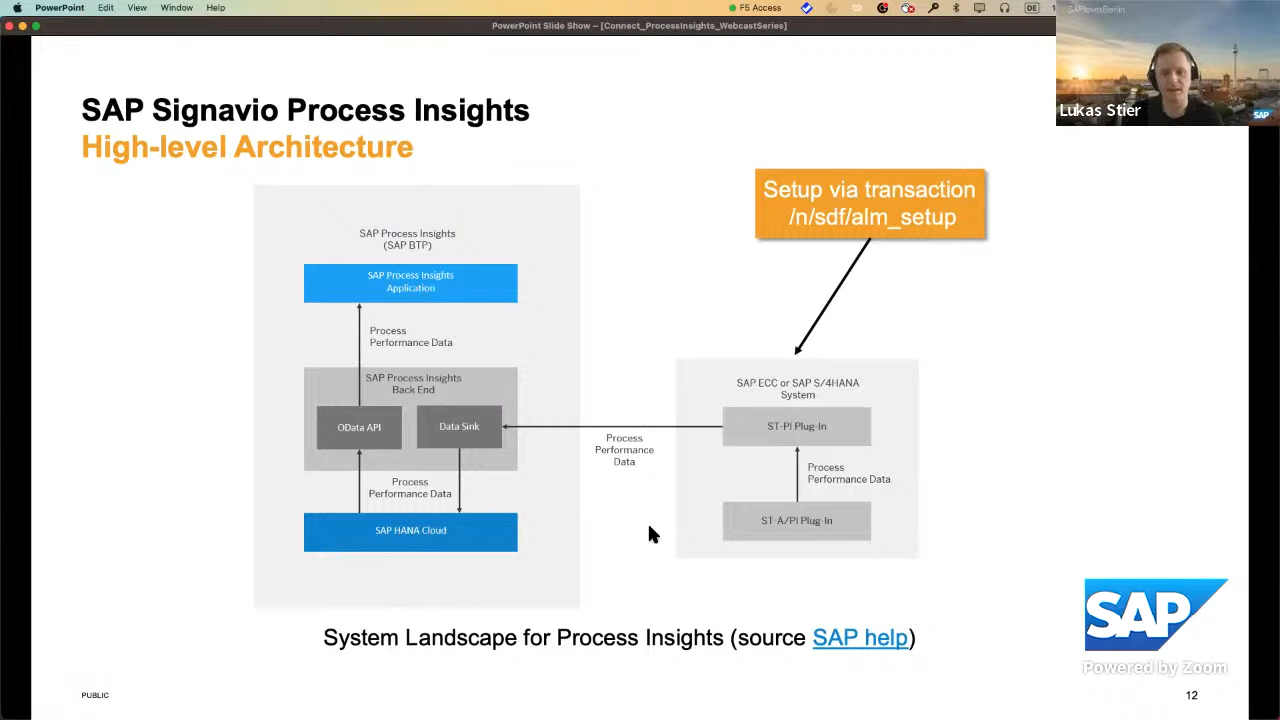 PowerPoint Edit View Window Help
F5 Access
DE
PowerPoint Slide Show – [Connect_ProcessInsights_WebcastSeries]
SAPlovesBerlin
Lukas Stier
SAP
SAP Signavio Process Insights
High-level Architecture
Setup via transaction
/n/sdf/alm_setup
SAP Process Insights
(SAP BTP)
SAP Process Insights
Application
Process
Performance Data
SAP Process Insights
Back End
OData API
Data Sink
Process
Performance Data
SAP HANA Cloud
Process
Performance
Data
SAP ECC or SAP S/4HANA
System
ST-PI Plug-In
Process
Performance Data
ST-A/PI Plug-In
System Landscape for Process Insights (source SAP help)
SAP
Powered by Zoom
PUBLIC
12